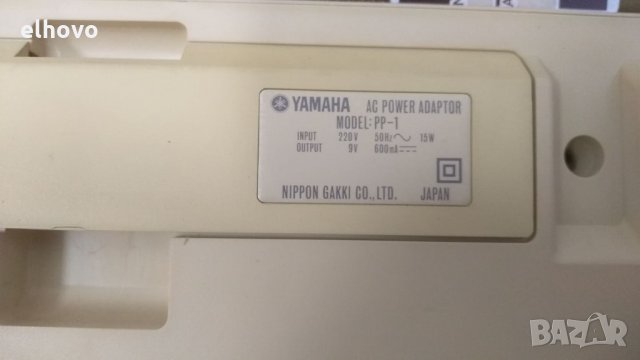 elhovo
YAMAHA AC POWER ADAPTOR
MODEL: PP-1
INPUT 220V 50Hz 15W
OUTPUT 9V 600mA
NIPPON GAKKI CO., LTD. JAPAN
BAZAR